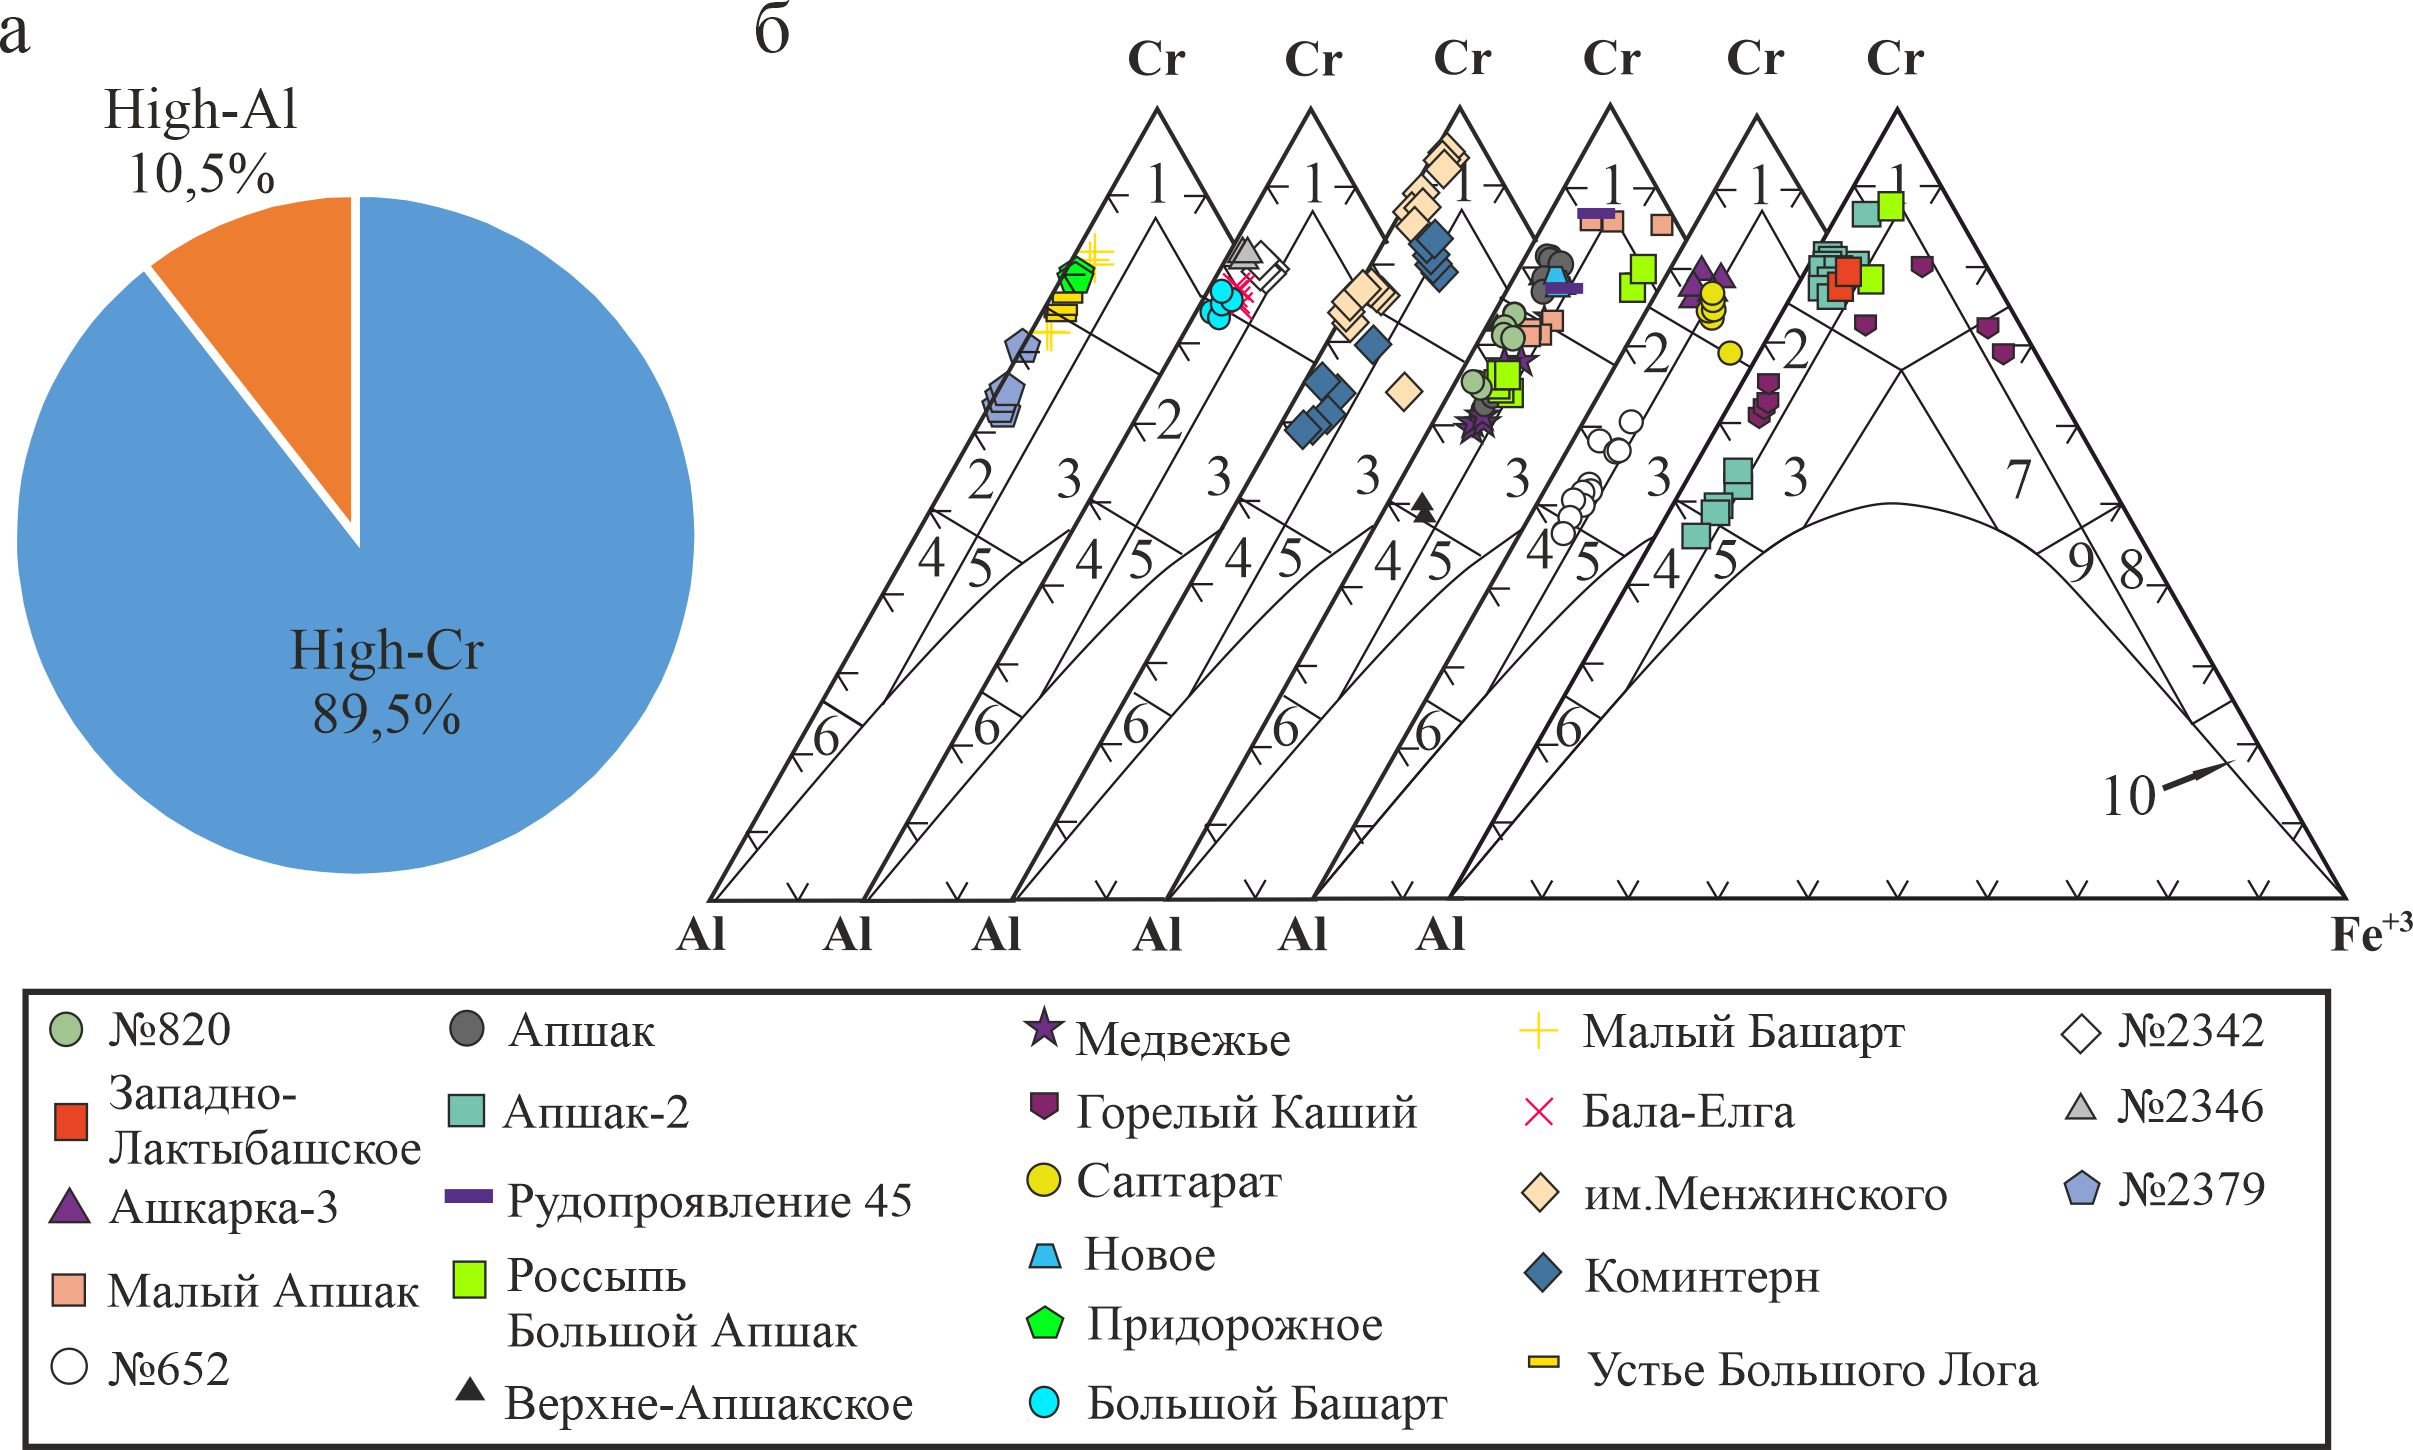 а
б
High-Al
10,5%
High-Cr
89,5%
Cr Cr Cr Cr Cr Cr
1 1 1 1 1 1
2 2
2
2 3 3 3 3 3 3 7
4 5 4 5 4 5 4 5 4 5 4 5 9 8
6 6 6 6 6 6
10
Al Al Al Al Al Al Fe+3
№820
Западно-
Лактыбашское
Ашкарка-3
Малый Апшак
№652
Апшак
Апшак-2
Рудопроявление 45
Россыпь
Большой Апшак
Верхне-Апшакское
Медвежье
Горелый Каший
Саптарат
Новое
Придорожное
Большой Башарт
Малый Башарт
Бала-Елга
им.Менжинского
Коминтерн
Устье Большого Лога
№2342
№2346
№2379